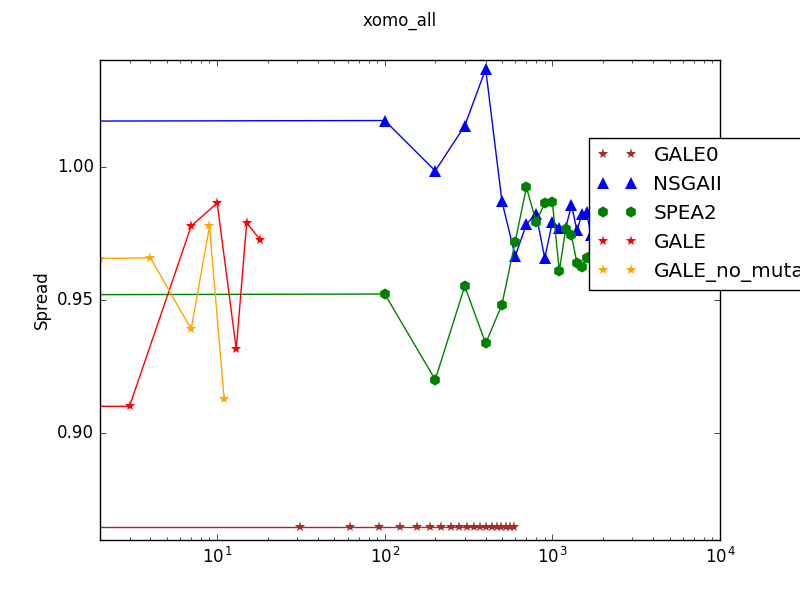 xomo_all
1.00
0.95
0.90
Spread
GALE0
NSGAII
SPEA2
GALE
GALE_no_muta
10¹
10²
10³
10⁴